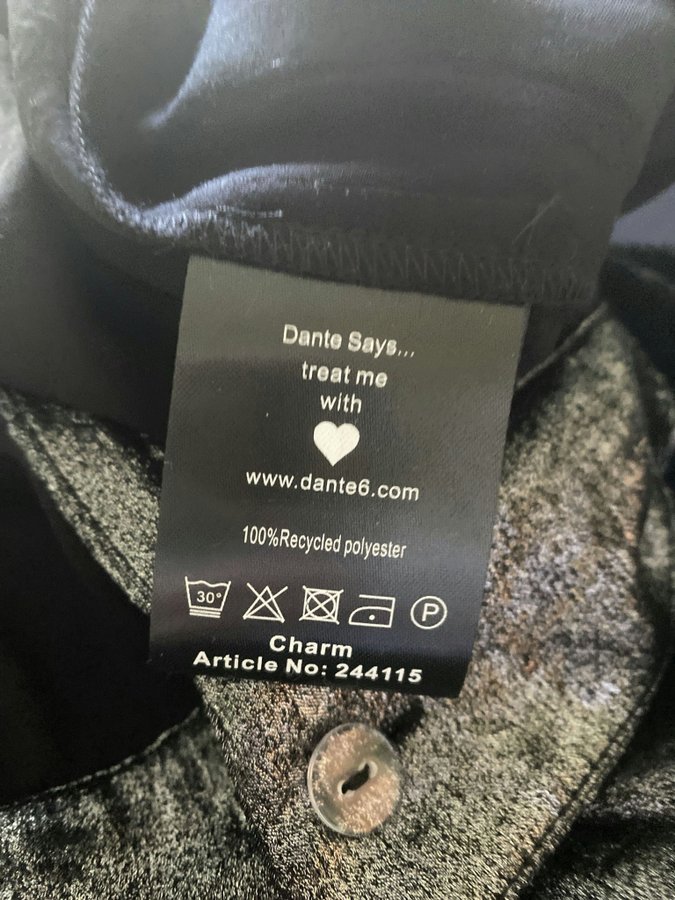 Dante Says...
treat me
with
www.dante6.com
100%Recycled polyester
30°
P
Charm
Article No: 244115